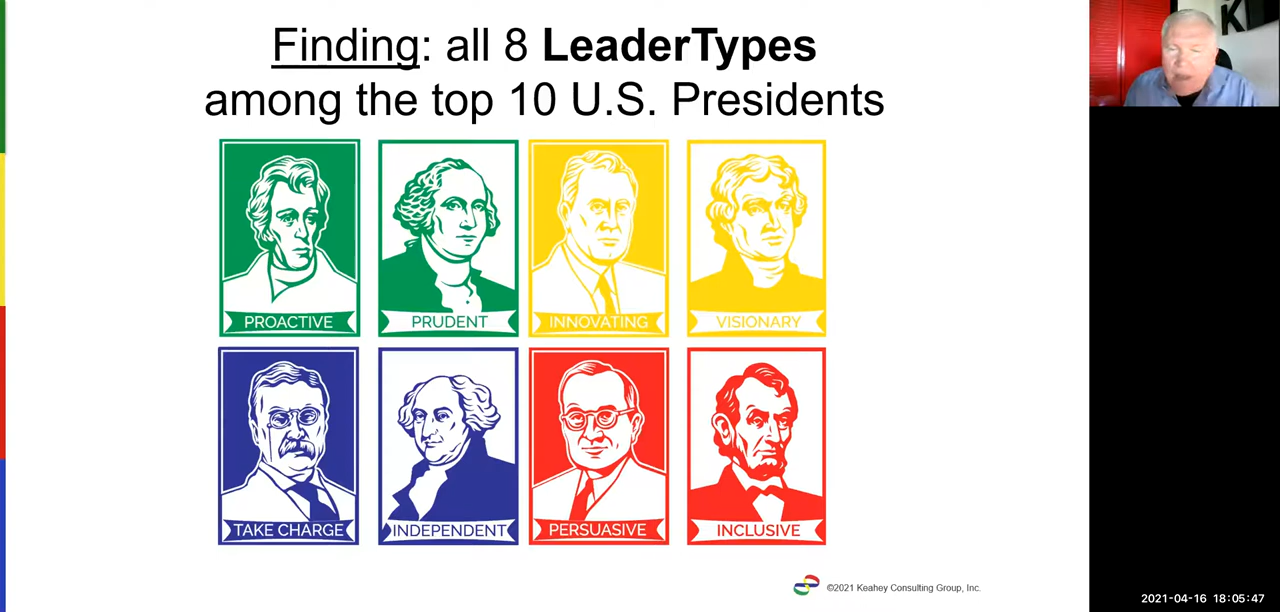 Finding: all 8 LeaderTypes
among the top 10 U.S. Presidents
PROACTIVE
PRUDENT
INNOVATING
VISIONARY
TAKE CHARGE
INDEPENDENT
PERSUASIVE
INCLUSIVE
©2021 Keahey Consulting Group, Inc.
K
2021-04-16 18:05:47